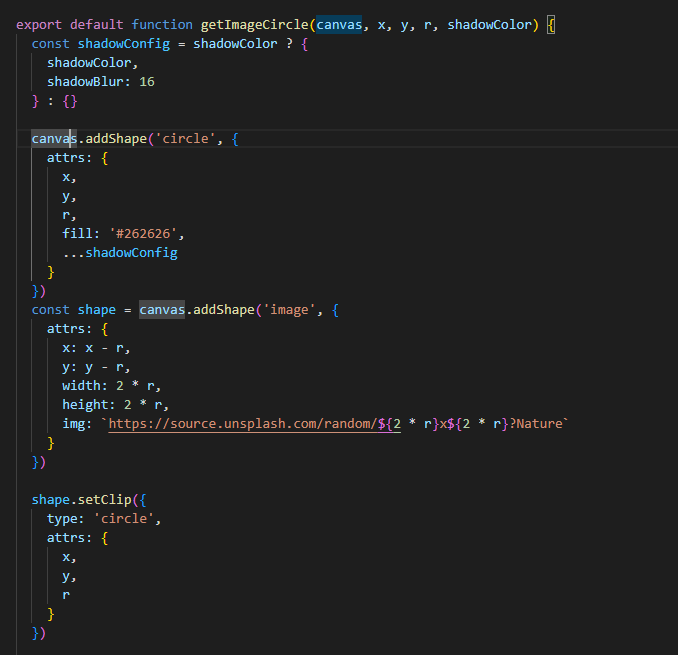 export default function getImageCircle(canvas, x, y, r, shadowColor) {
const shadowConfig = shadowColor ? {
shadowColor,
shadowBlur: 16
} : {}
canvas.addShape('circle', {
attrs: {
x,
y,
r,
fill: '#262626',
...shadowConfig
}
})
const shape = canvas.addShape('image', {
attrs: {
x: x - r,
y: y - r,
width: 2 * r,
height: 2 * r,
img: `https://source.unsplash.com/random/${2 * r}x${2 * r}?Nature`
}
})
shape.setClip({
type: 'circle',
attrs: {
x,
y,
r
}
})